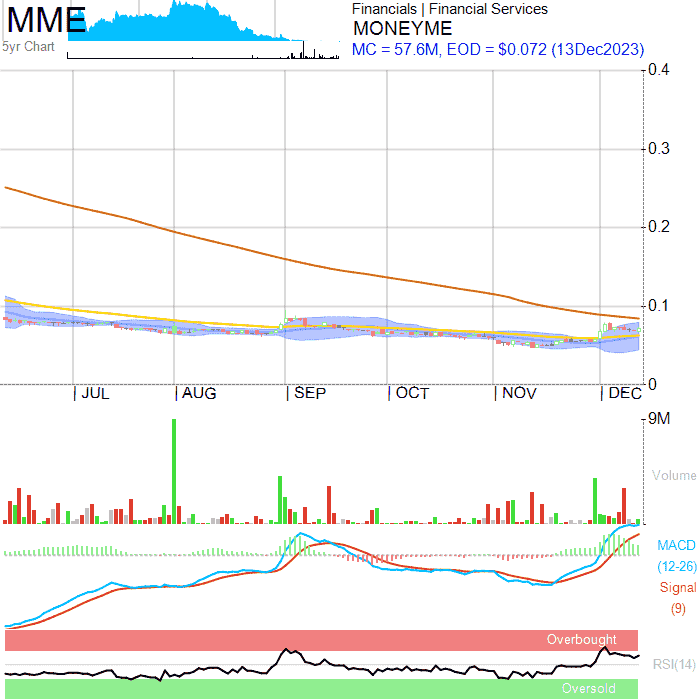 MME
5yr Chart
Financials | Financial Services
MONEYME
MC = 57.6M, EOD = $0.072 (13Dec2023)
0.4
0.3
0.2
0.1
0
| JUL | AUG | SEP | OCT | NOV | DEC
9M
Volume
MACD
(12-26)
Signal
(9)
Overbought
RSI(14)
Oversold